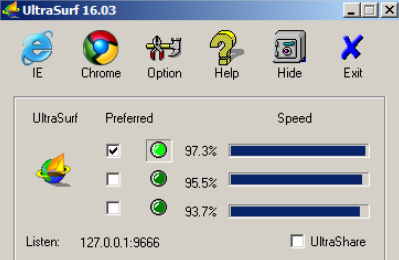 UltraSurf 16.03
IE Chrome Option Help Hide Exit
UltraSurf Preferred Speed
97.3%
95.5%
93.7%
Listen: 127.0.0.1:9666 UltraShare